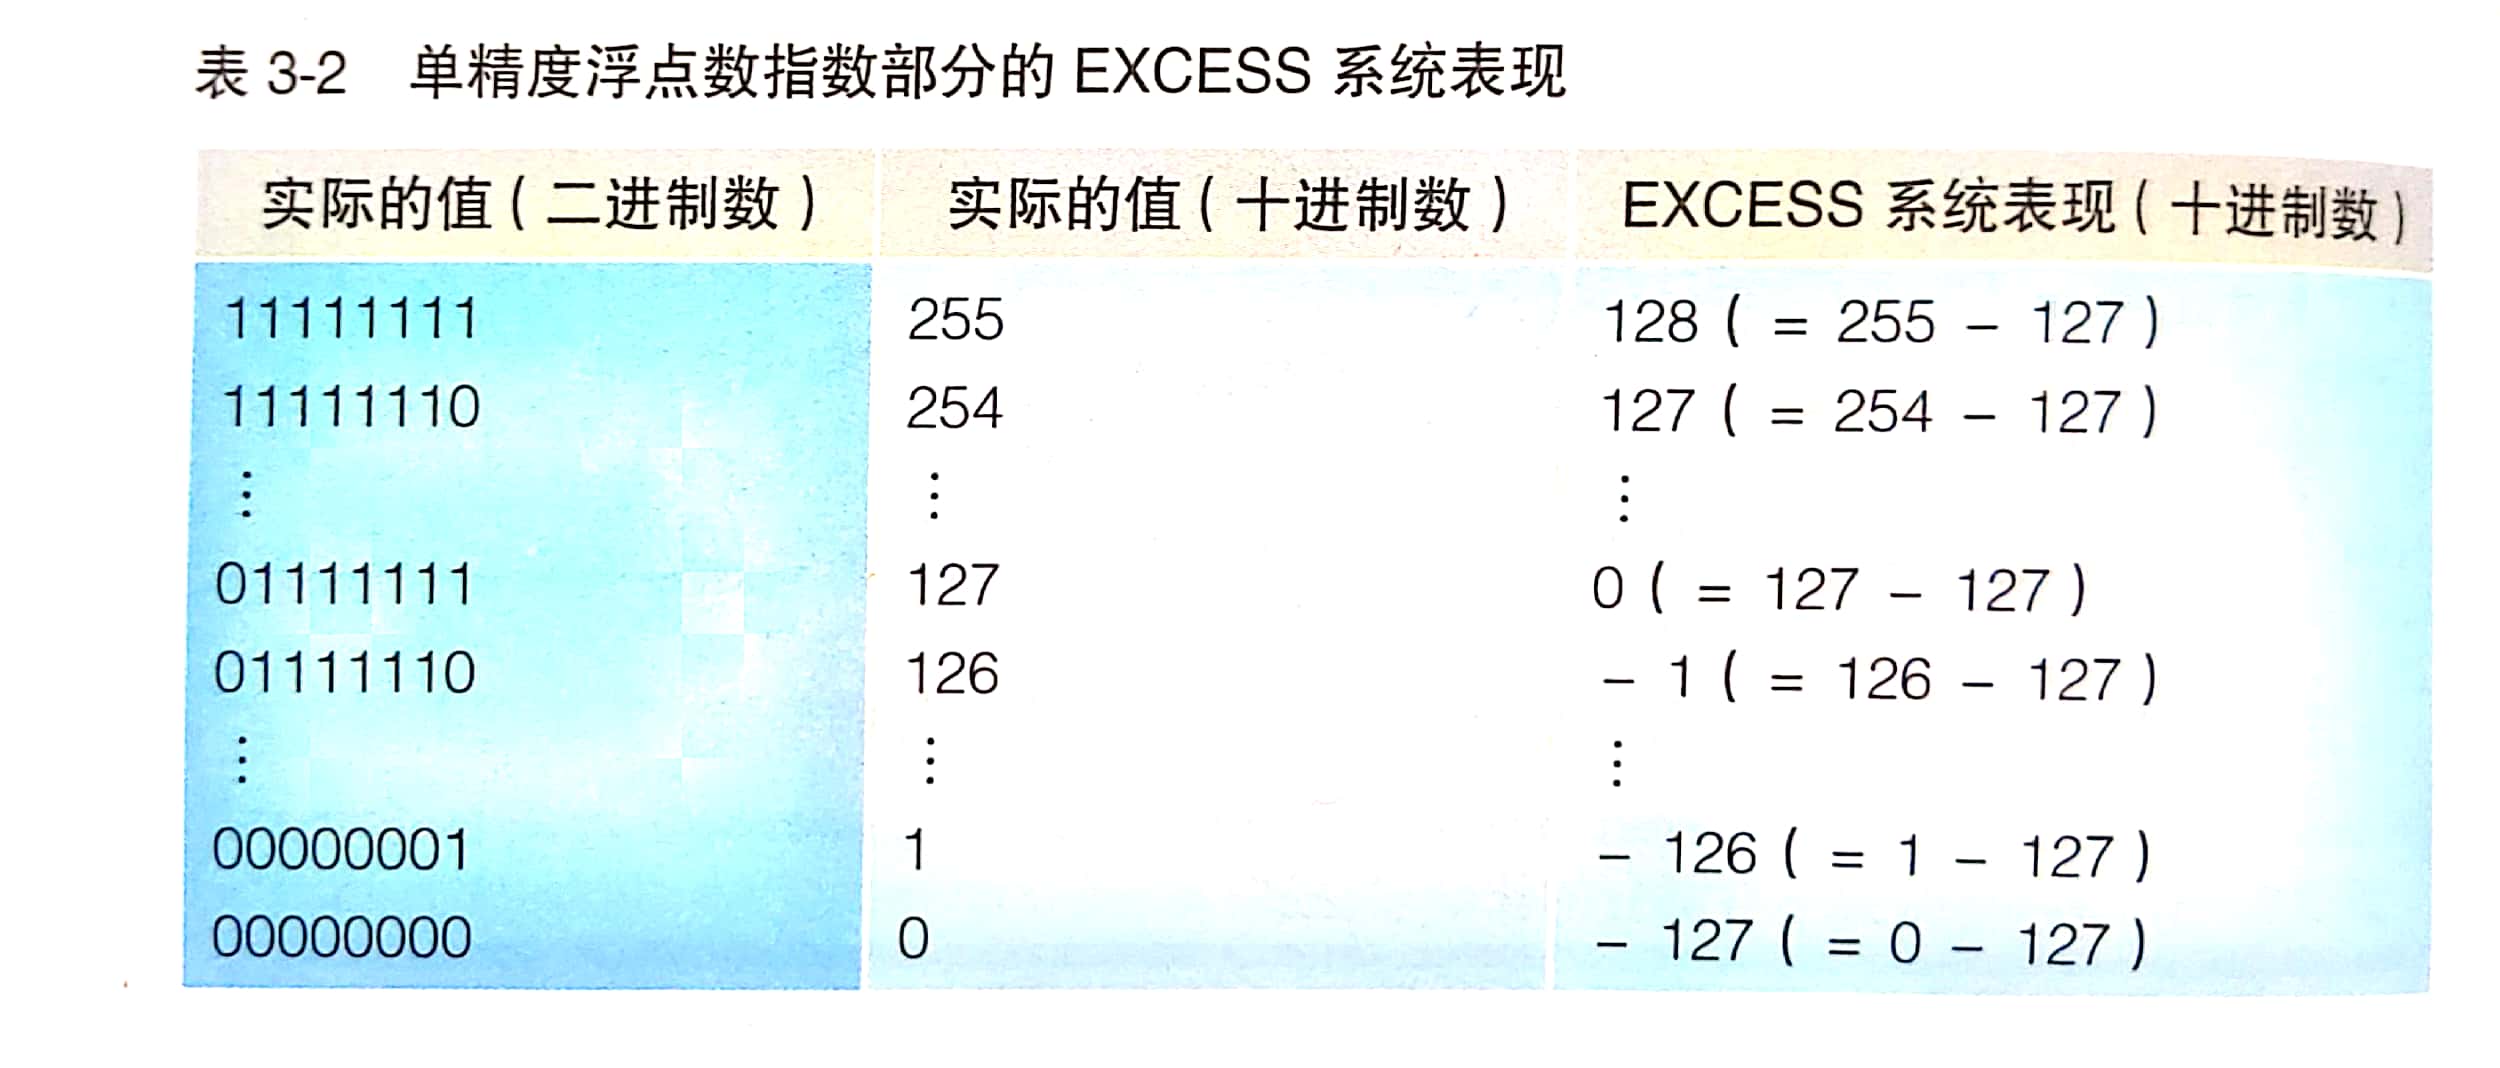 表 3-2 单精度浮点数指数部分的 EXCESS 系统表现
实际的值（二进制数） 实际的值（十进制数） EXCESS 系统表现（十进制数）
11111111 255 128（= 255 − 127）
11111110 254 127（= 254 − 127）
⋮ ⋮ ⋮
01111111 127 0（= 127 − 127）
01111110 126 − 1（= 126 − 127）
⋮ ⋮ ⋮
00000001 1 − 126（= 1 − 127）
00000000 0 − 127（= 0 − 127）